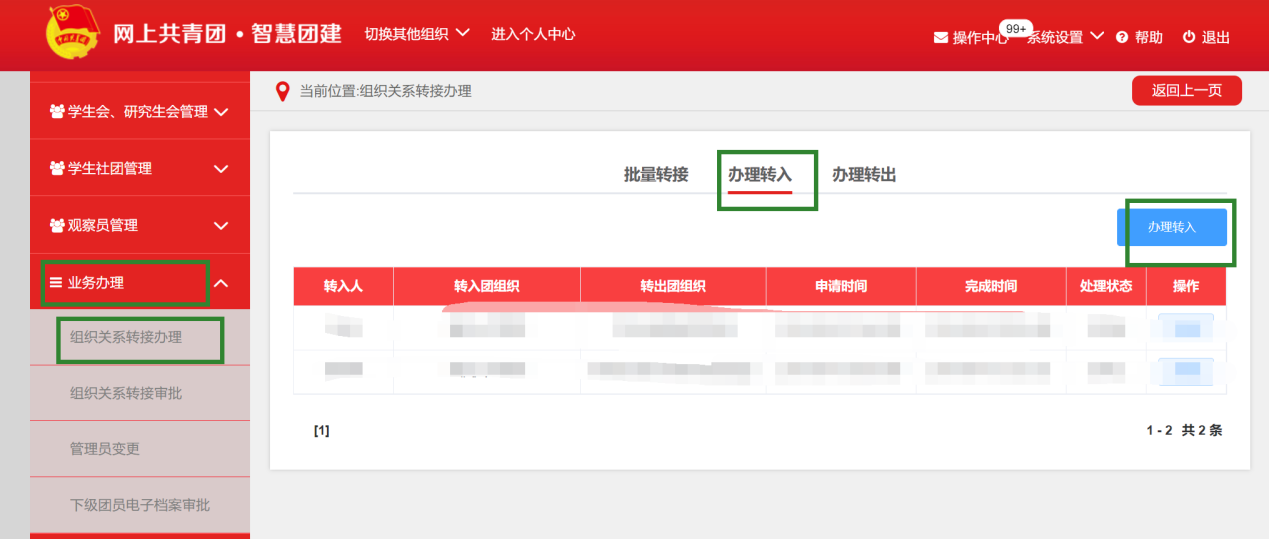 网上共青团·智慧团建 切换其他组织 进入个人中心 操作中心 99+ 系统设置 帮助 退出
当前位置:组织关系转接办理 返回上一页
学生会、研究生会管理
学生社团管理
观察员管理
业务办理
组织关系转接办理
组织关系转接审批
管理员变更
下级团员电子档案审批
批量转接 办理转入 办理转出
办理转入
转入人 转入团组织 转出团组织 申请时间 完成时间 处理状态 操作
[1] 1-2 共2条